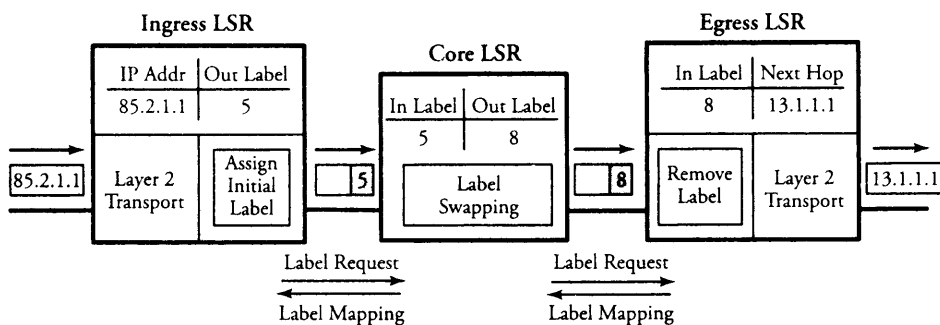 Ingress LSR
IP Addr Out Label
85.2.1.1 5
85.2.1.1
Layer 2
Transport
Assign
Initial
Label
5
Core LSR
In Label Out Label
5 8
Label
Swapping
8
Egress LSR
In Label Next Hop
8 13.1.1.1
Remove
Label
Layer 2
Transport
13.1.1.1
Label Request
Label Mapping
Label Request
Label Mapping